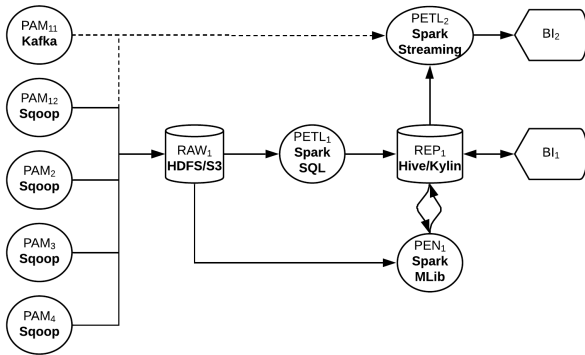 PAM₁₁
Kafka
PETL₂
Spark
Streaming
BI₂
PAM₁₂
Sqoop
RAW₁
HDFS/S3
PETL₁
Spark
SQL
REP₁
Hive/Kylin
BI₁
PAM₂
Sqoop
PAM₃
Sqoop
PEN₁
Spark
MLib
PAM₄
Sqoop